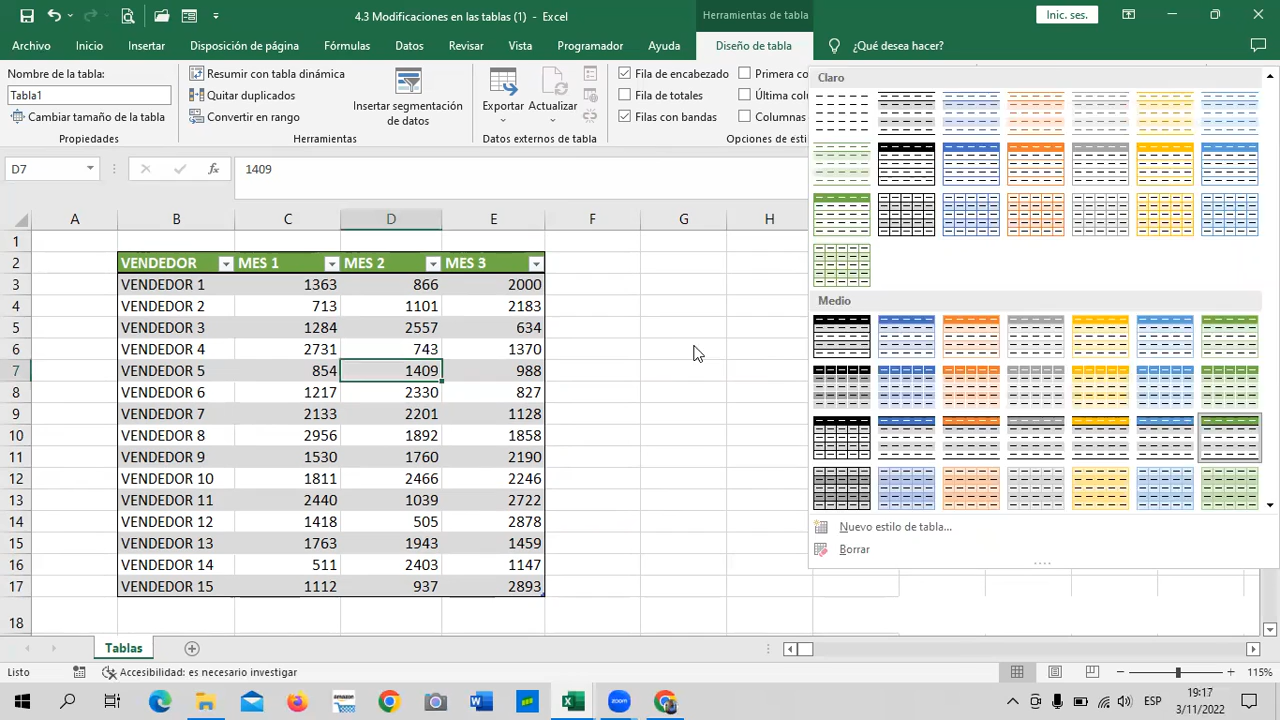 t3 Modificaciones en las tablas (1) - Excel
Herramientas de tabla
Inic. ses.
Archivo Inicio Insertar Disposición de página Fórmulas Datos Revisar Vista Programador Ayuda Diseño de tabla ¿Qué desea hacer?
Nombre de la tabla:
Tabla1
Cambiar tamaño de la tabla
Propiedades
Resumir con tabla dinámica
Quitar duplicados
Convertir en rango
Herramientas
Insertar segmentación
de datos
Exportar Actualizar
Datos externos de tabla
Fila de encabezado
Fila de totales
Filas con bandas
Primera co
Última colu
Columnas
Opciones de esti
Claro
Medio
Nuevo estilo de tabla...
Borrar
D7 fx 1409
A B C D E F G H
1
2 VENDEDOR MES 1 MES 2 MES 3
3 VENDEDOR 1 1363 866 2000
4 VENDEDOR 2 713 1101 2183
5 VENDEDOR 3 1284 2557 634
6 VENDEDOR 4 2731 743 1370
7 VENDEDOR 5 854 1409 988
8 VENDEDOR 6 1217 2330 827
9 VENDEDOR 7 2133 2201 1128
10 VENDEDOR 8 2956 1892 1858
11 VENDEDOR 9 1530 1760 2190
12 VENDEDOR 10 1811 2466 2246
13 VENDEDOR 11 2440 1039 2722
14 VENDEDOR 12 1418 505 2878
15 VENDEDOR 13 1763 1943 1459
16 VENDEDOR 14 511 2403 1147
17 VENDEDOR 15 1112 937 2893
18
Tablas
Listo Accesibilidad: es necesario investigar 115%
amazon
W
zoom
ESP
19:17
3/11/2022